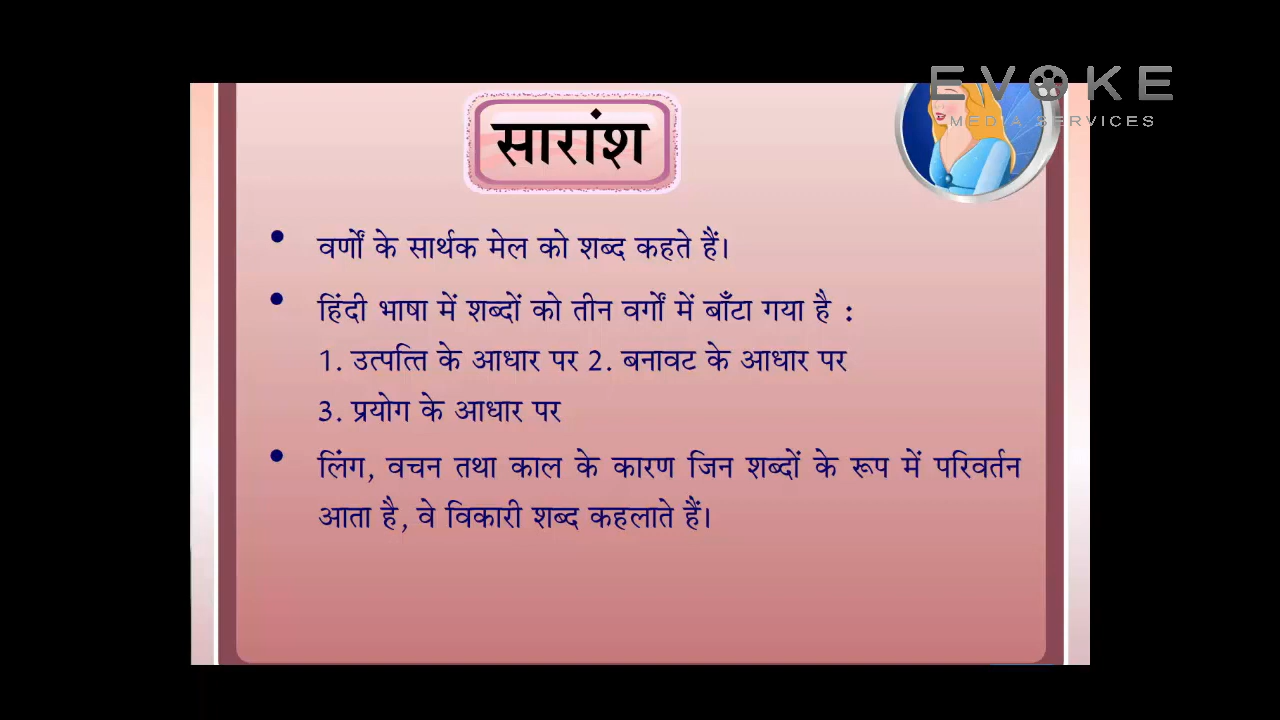 EVOKE
MEDIA SERVICES
सारांश
• वर्णों के सार्थक मेल को शब्द कहते हैं।
• हिंदी भाषा में शब्दों को तीन वर्गों में बाँटा गया है :
1. उत्पत्ति के आधार पर 2. बनावट के आधार पर
3. प्रयोग के आधार पर
• लिंग, वचन तथा काल के कारण जिन शब्दों के रूप में परिवर्तन
आता है, वे विकारी शब्द कहलाते हैं।